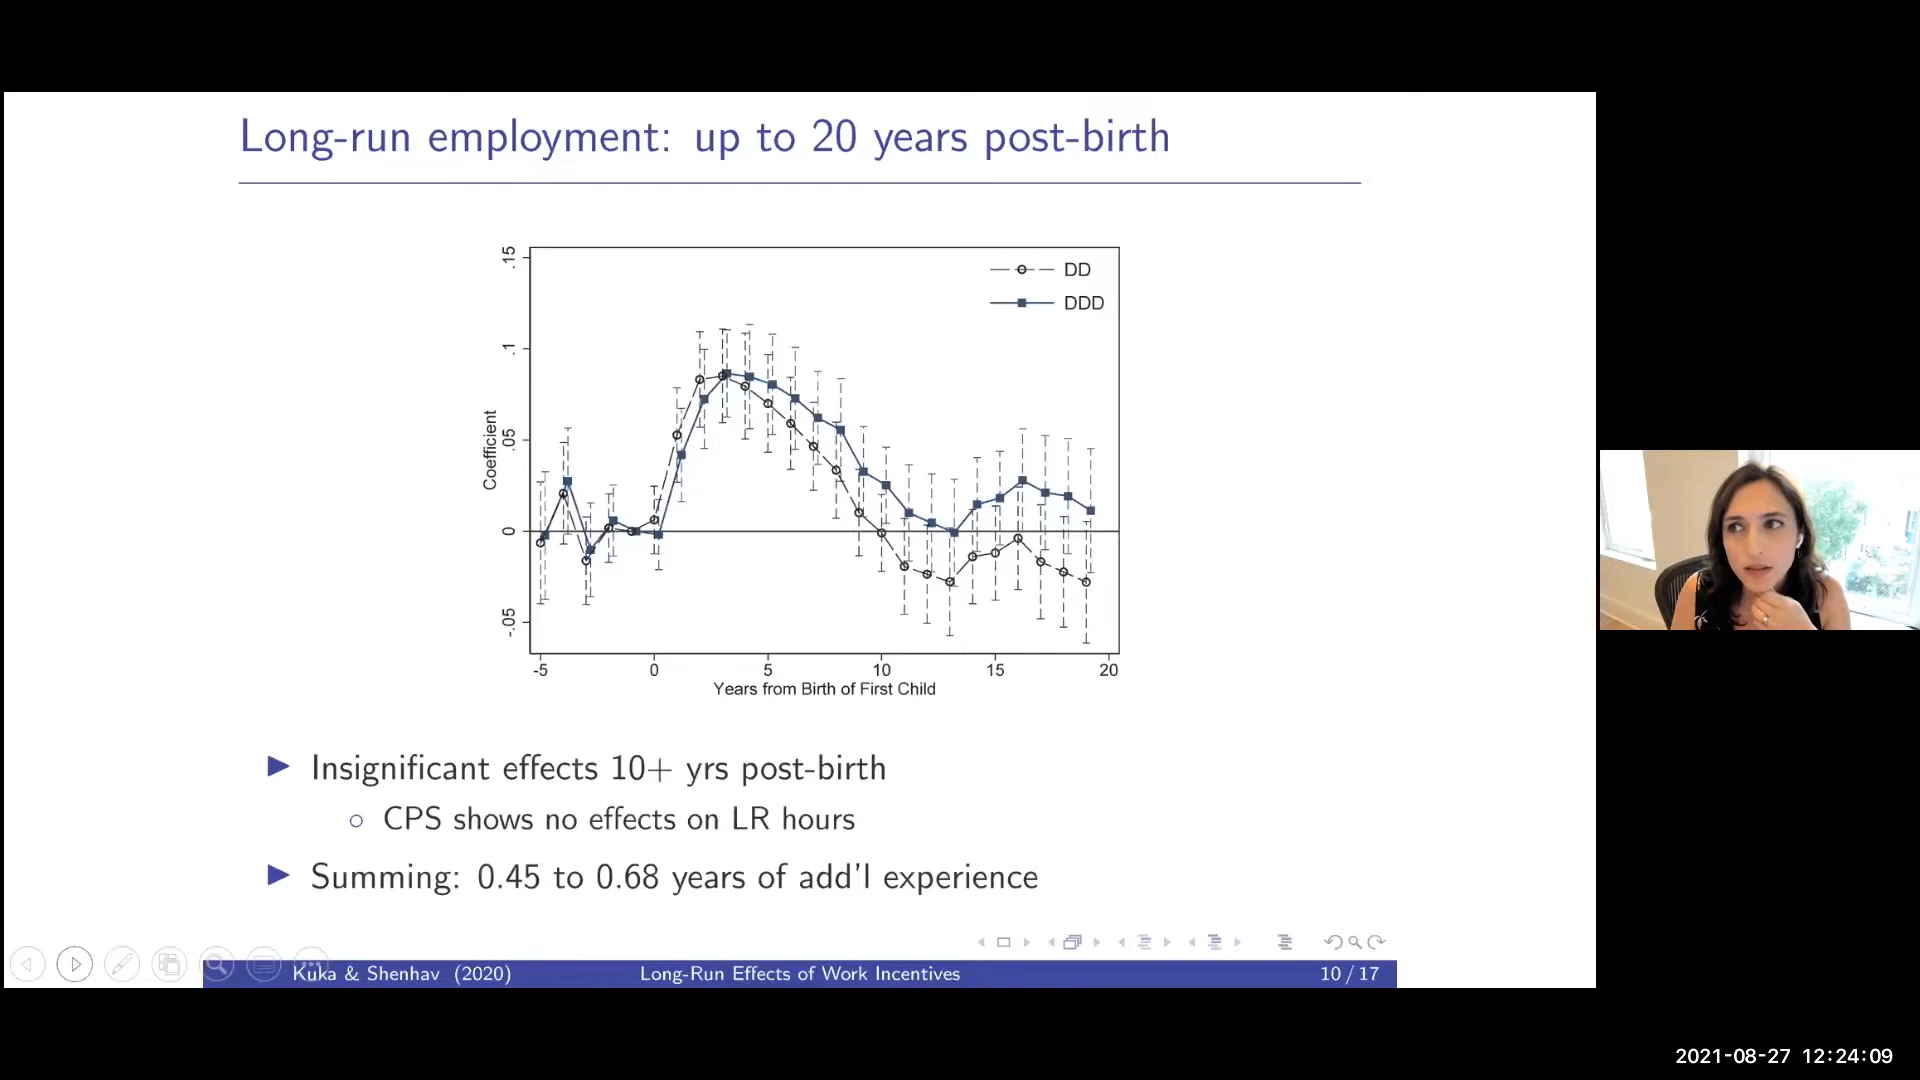 Long-run employment: up to 20 years post-birth
DD
DDD
.15
.1
.05
0
-.05
Coefficient
-5 0 5 10 15 20
Years from Birth of First Child
Insignificant effects 10+ yrs post-birth
CPS shows no effects on LR hours
Summing: 0.45 to 0.68 years of add'l experience
Kuka & Shenhav (2020) Long-Run Effects of Work Incentives 10 / 17
2021-08-27 12:24:09